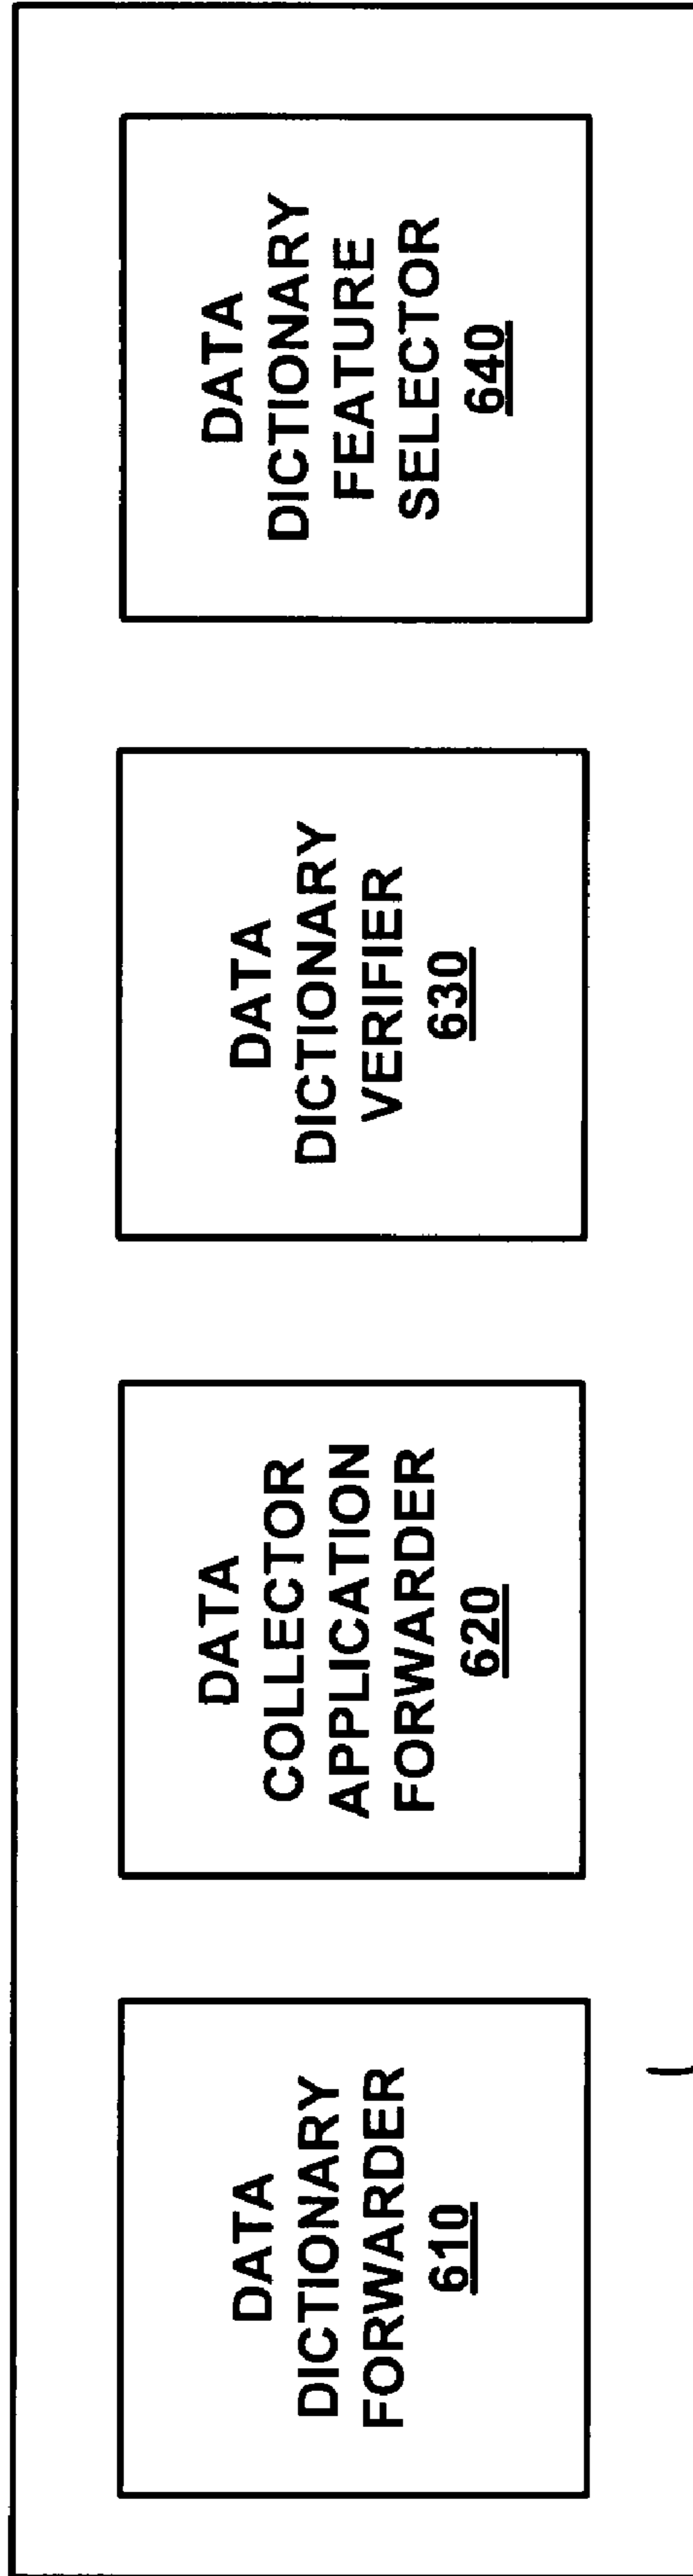 DATA
DICTIONARY
FORWARDER
610
DATA
COLLECTOR
APPLICATION
FORWARDER
620
DATA
DICTIONARY
VERIFIER
630
DATA
DICTIONARY
FEATURE
SELECTOR
640